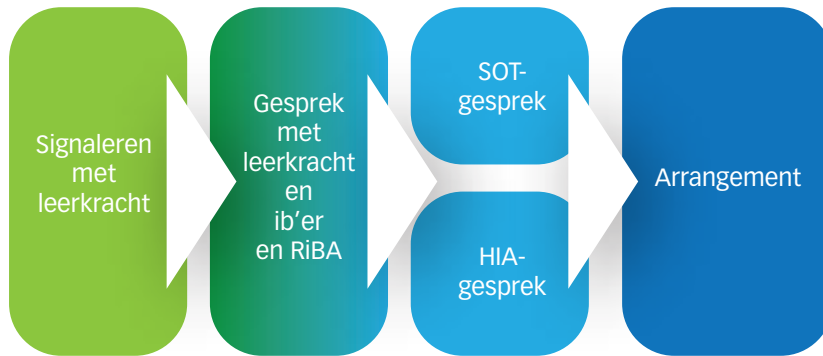 Signaleren
met
leerkracht
Gesprek
met
leerkracht
en
ib'er
en RiBA
SOT-
gesprek
HIA-
gesprek
Arrangement